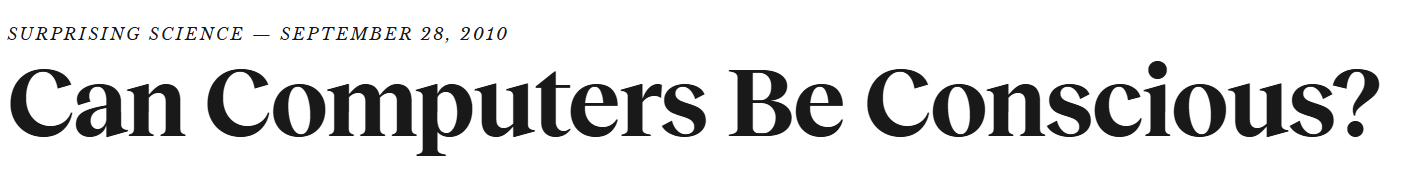 SURPRISING SCIENCE — SEPTEMBER 28, 2010
Can Computers Be Conscious?